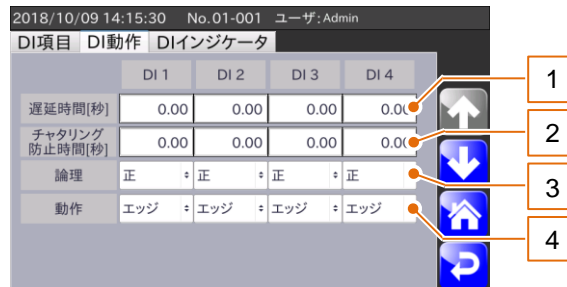 2018/10/09 14:15:30 No.01-001 ユーザ:Admin
DI項目 DI動作 DIインジケータ
DI 1 DI 2 DI 3 DI 4
遅延時間[秒] 0.00 0.00 0.00 0.00
チャタリング
防止時間[秒] 0.00 0.00 0.00 0.00
論理 正 正 正 正
動作 エッジ エッジ エッジ エッジ
1
2
3
4